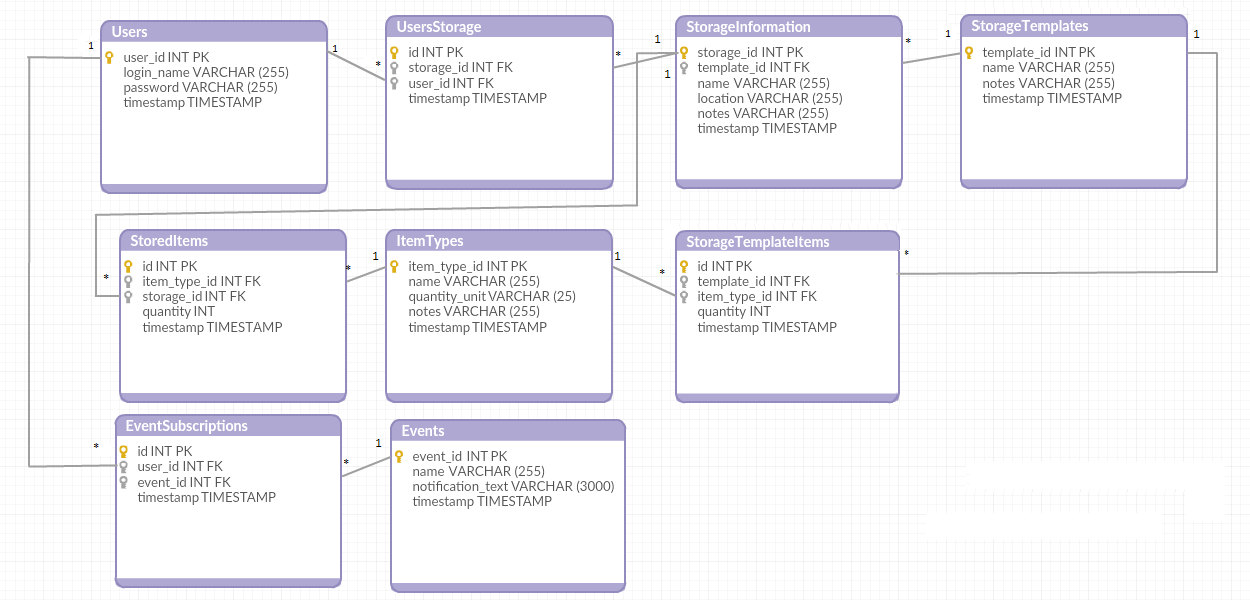 Users
user_id INT PK
login_name VARCHAR (255)
password VARCHAR (255)
timestamp TIMESTAMP
1
1
*
UsersStorage
id INT PK
storage_id INT FK
user_id INT FK
timestamp TIMESTAMP
*
1
1
StorageInformation
storage_id INT PK
template_id INT FK
name VARCHAR (255)
location VARCHAR (255)
notes VARCHAR (255)
timestamp TIMESTAMP
*
1
StorageTemplates
template_id INT PK
name VARCHAR (255)
notes VARCHAR (255)
timestamp TIMESTAMP
1
*
StoredItems
id INT PK
item_type_id INT FK
storage_id INT FK
quantity INT
timestamp TIMESTAMP
*
1
ItemTypes
item_type_id INT PK
name VARCHAR (255)
quantity_unit VARCHAR (25)
notes VARCHAR (255)
timestamp TIMESTAMP
1
*
StorageTemplateItems
id INT PK
template_id INT FK
item_type_id INT FK
quantity INT
timestamp TIMESTAMP
*
*
EventSubscriptions
id INT PK
user_id INT FK
event_id INT FK
timestamp TIMESTAMP
*
1
Events
event_id INT PK
name VARCHAR (255)
notification_text VARCHAR (3000)
timestamp TIMESTAMP